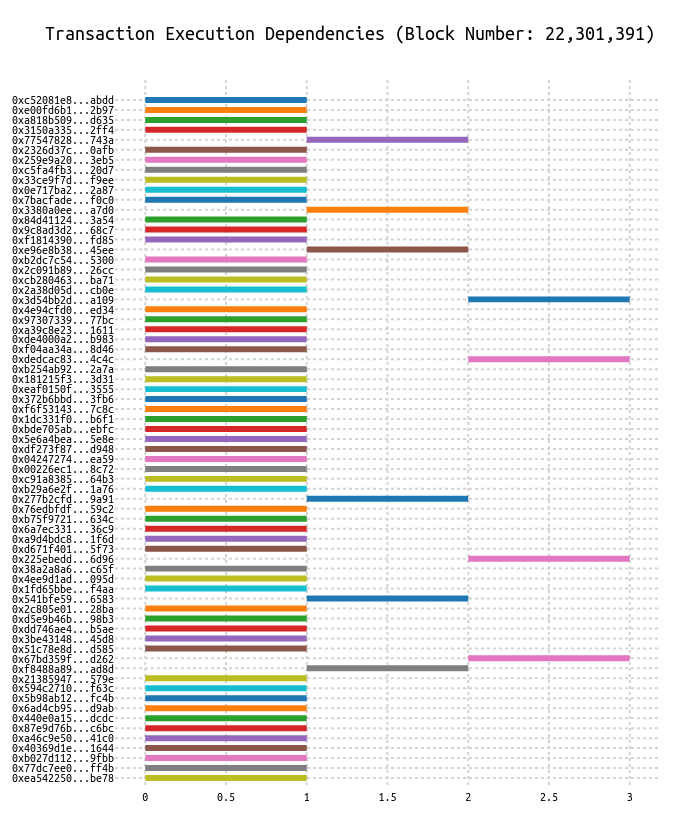 Transaction Execution Dependencies (Block Number: 22,301,391)
0xc52081e8...abdd
0xe00fd6b1...2b97
0xa818b509...d635
0x3150a335...2ff4
0x77547828...743a
0x2326d37c...0afb
0x259e9a20...3eb5
0xc5fa4fb3...20d7
0x33ce9f7d...f9ee
0x0e717ba2...2a87
0x7bacfade...f0c0
0x3380a0ee...a7d0
0x84d41124...3a54
0x9c8ad3d2...68c7
0xf1814390...fd85
0xe96e8b38...45ee
0xb2dc7c54...5300
0x2c091b89...26cc
0xcb280463...ba71
0x2a38d05d...cb0e
0x3d54bb2d...a109
0x4e94cfd0...ed34
0x97307339...77bc
0xa39c8e23...1611
0xde4000a2...b983
0xf04aa34a...8d46
0xdedcac83...4c4c
0xb254ab92...2a7a
0x181215f3...3d31
0xeaf0150f...3555
0x372b6bbd...3fb6
0xf6f53143...7c8c
0x1dc331f0...b6f1
0xbde705ab...ebfc
0x5e6a4bea...5e8e
0xdf273f87...d948
0x04247274...ea59
0x00226ec1...8c72
0xc91a8385...64b3
0xb29a6e2f...1a76
0x277b2cfd...9a91
0x76edbfdf...59c2
0xb75f9721...634c
0x6a7ec331...36c9
0xa9d4bdc8...1f6d
0xd671f401...5f73
0x225ebedd...6d96
0x38a2a8a6...c65f
0x4ee9d1ad...095d
0x1fd65bbe...f4aa
0x541bfe59...6583
0x2c805e01...28ba
0xd5e9b46b...98b3
0xdd746ae4...b5ae
0x3be43148...45d8
0x51c78e8d...d585
0x67bd359f...d262
0xf8488a89...ad8d
0x21385947...579e
0x594c2710...f63c
0x5b98ab12...fc4b
0x6ad4cb95...d9ab
0x440e0a15...dcdc
0x87e9d76b...c6bc
0xa46c9e50...41c0
0x40369d1e...1644
0xb027d112...9fbb
0x77dc7ee0...ff4b
0xea542250...be78
0 0.5 1 1.5 2 2.5 3